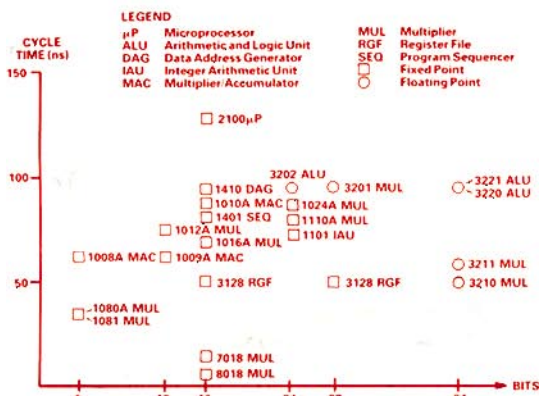 LEGEND
µP Microprocessor
ALU Arithmetic and Logic Unit
DAG Data Address Generator
IAU Integer Arithmetic Unit
MAC Multiplier/Accumulator
MUL Multiplier
RGF Register File
SEQ Program Sequencer
Fixed Point
Floating Point
CYCLE
TIME (ns)
150
2100µP
3202 ALU
100
1410 DAG
3201 MUL
3221 ALU
3220 ALU
1010A MAC
1024A MUL
1401 SEQ
1110A MUL
1012A MUL
1016A MUL
1101 IAU
1008A MAC
1009A MAC
3211 MUL
50
3128 RGF
3128 RGF
3210 MUL
1080A MUL
1081 MUL
7018 MUL
8018 MUL
BITS